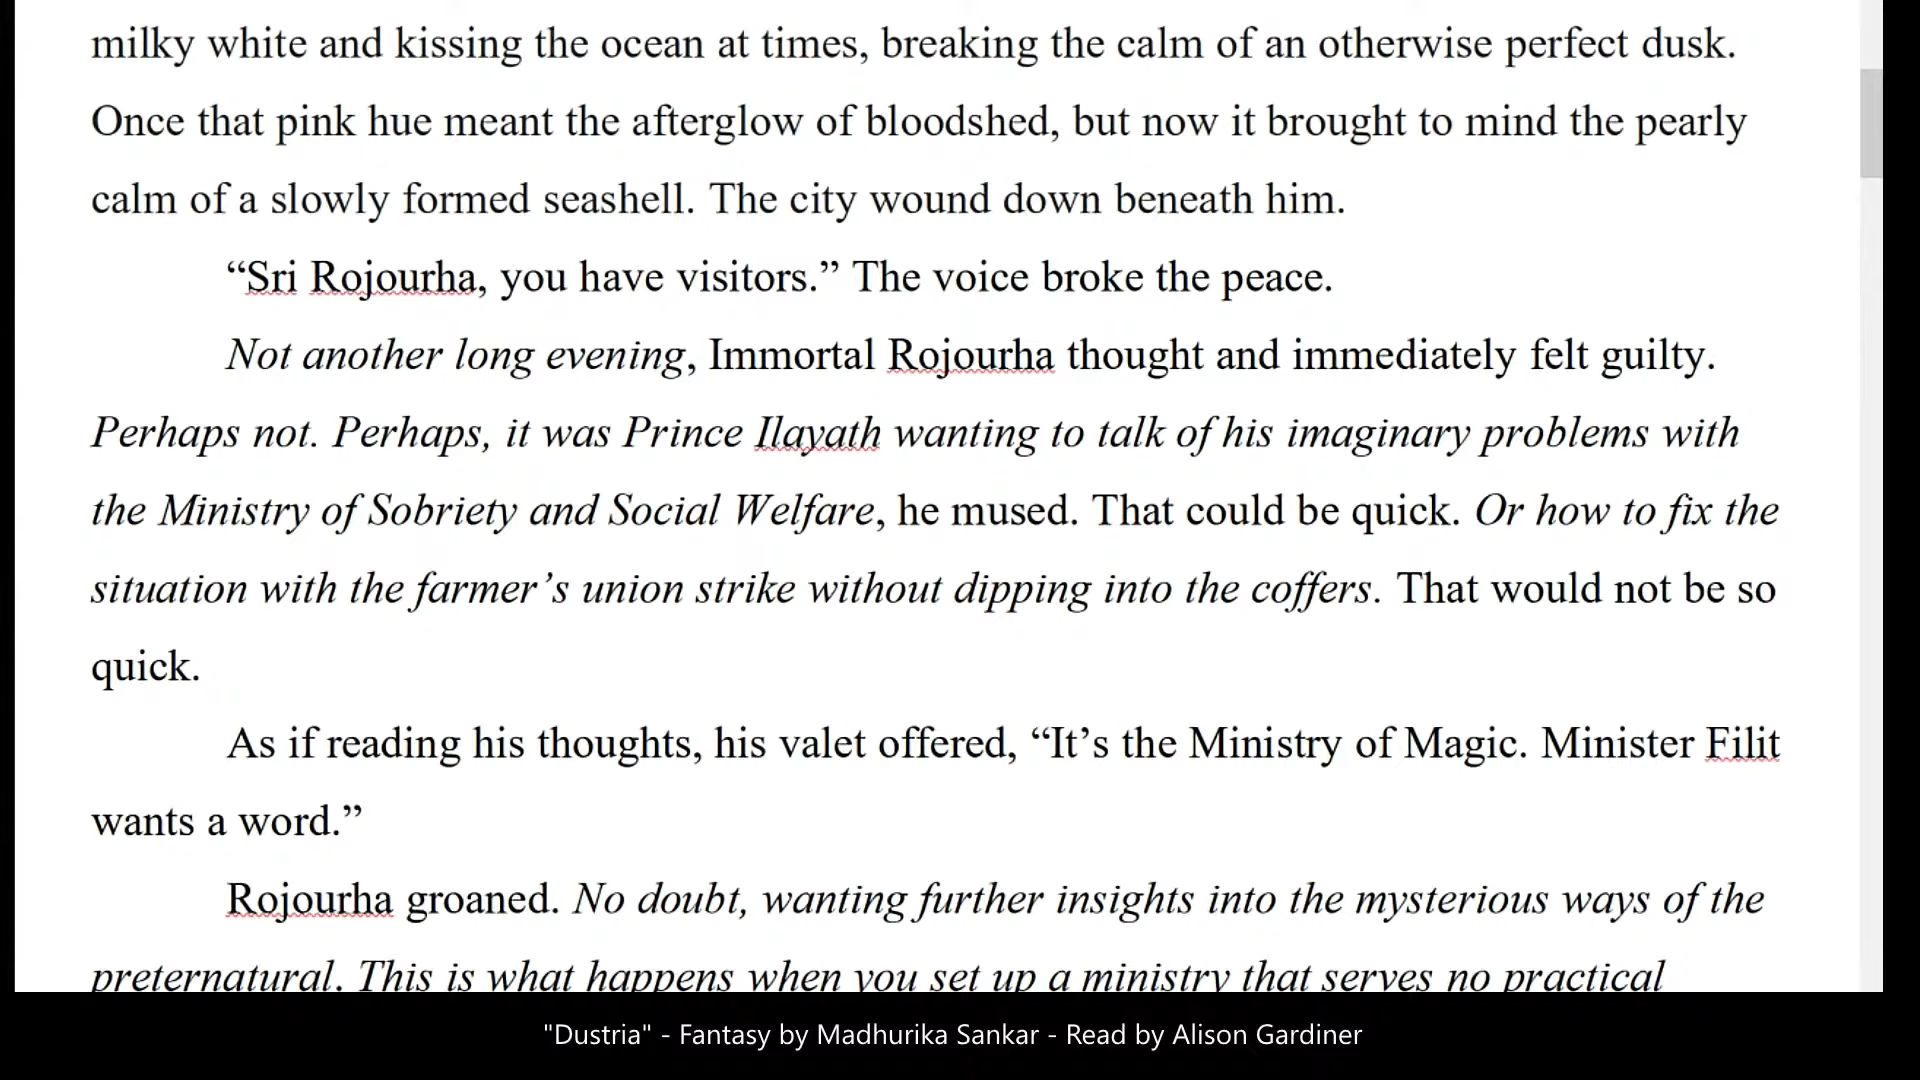 milky white and kissing the ocean at times, breaking the calm of an otherwise perfect dusk.
Once that pink hue meant the afterglow of bloodshed, but now it brought to mind the pearly
calm of a slowly formed seashell. The city wound down beneath him.
“Sri Rojourha, you have visitors.” The voice broke the peace.
Not another long evening, Immortal Rojourha thought and immediately felt guilty.
Perhaps not. Perhaps, it was Prince Ilayath wanting to talk of his imaginary problems with
the Ministry of Sobriety and Social Welfare, he mused. That could be quick. Or how to fix the
situation with the farmer’s union strike without dipping into the coffers. That would not be so
quick.
As if reading his thoughts, his valet offered, “It’s the Ministry of Magic. Minister Filit
wants a word.”
Rojourha groaned. No doubt, wanting further insights into the mysterious ways of the
preternatural. This is what happens when you set up a ministry that serves no practical
"Dustria" - Fantasy by Madhurika Sankar - Read by Alison Gardiner